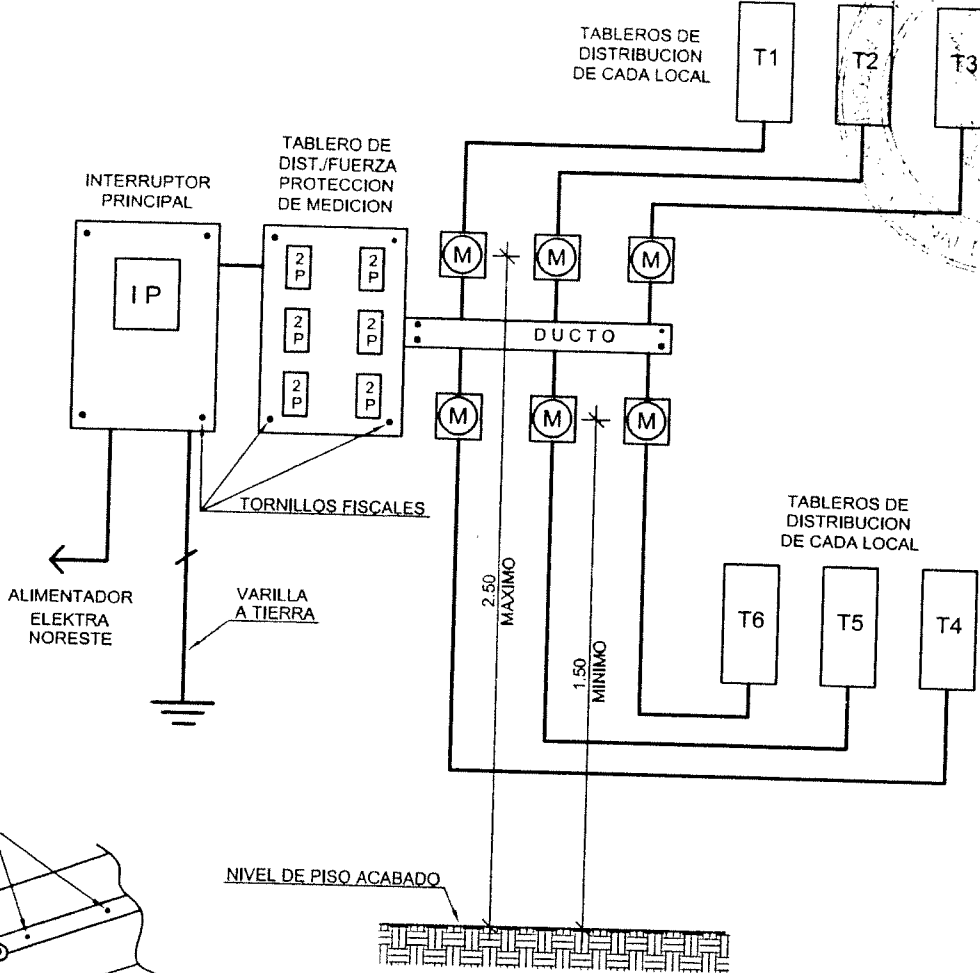 TABLEROS DE
DISTRIBUCION
DE CADA LOCAL
T1
T2
T3
TABLERO DE
DIST./FUERZA
PROTECCION
DE MEDICION
INTERRUPTOR
PRINCIPAL
I P
2
P
2
P
2
P
2
P
2
P
2
P
M
M
M
DUCTO
M
M
M
TORNILLOS FISCALES
ALIMENTADOR
ELEKTRA
NORESTE
VARILLA
A TIERRA
2.50
MAXIMO
1.50
MINIMO
TABLEROS DE
DISTRIBUCION
DE CADA LOCAL
T6
T5
T4
NIVEL DE PISO ACABADO